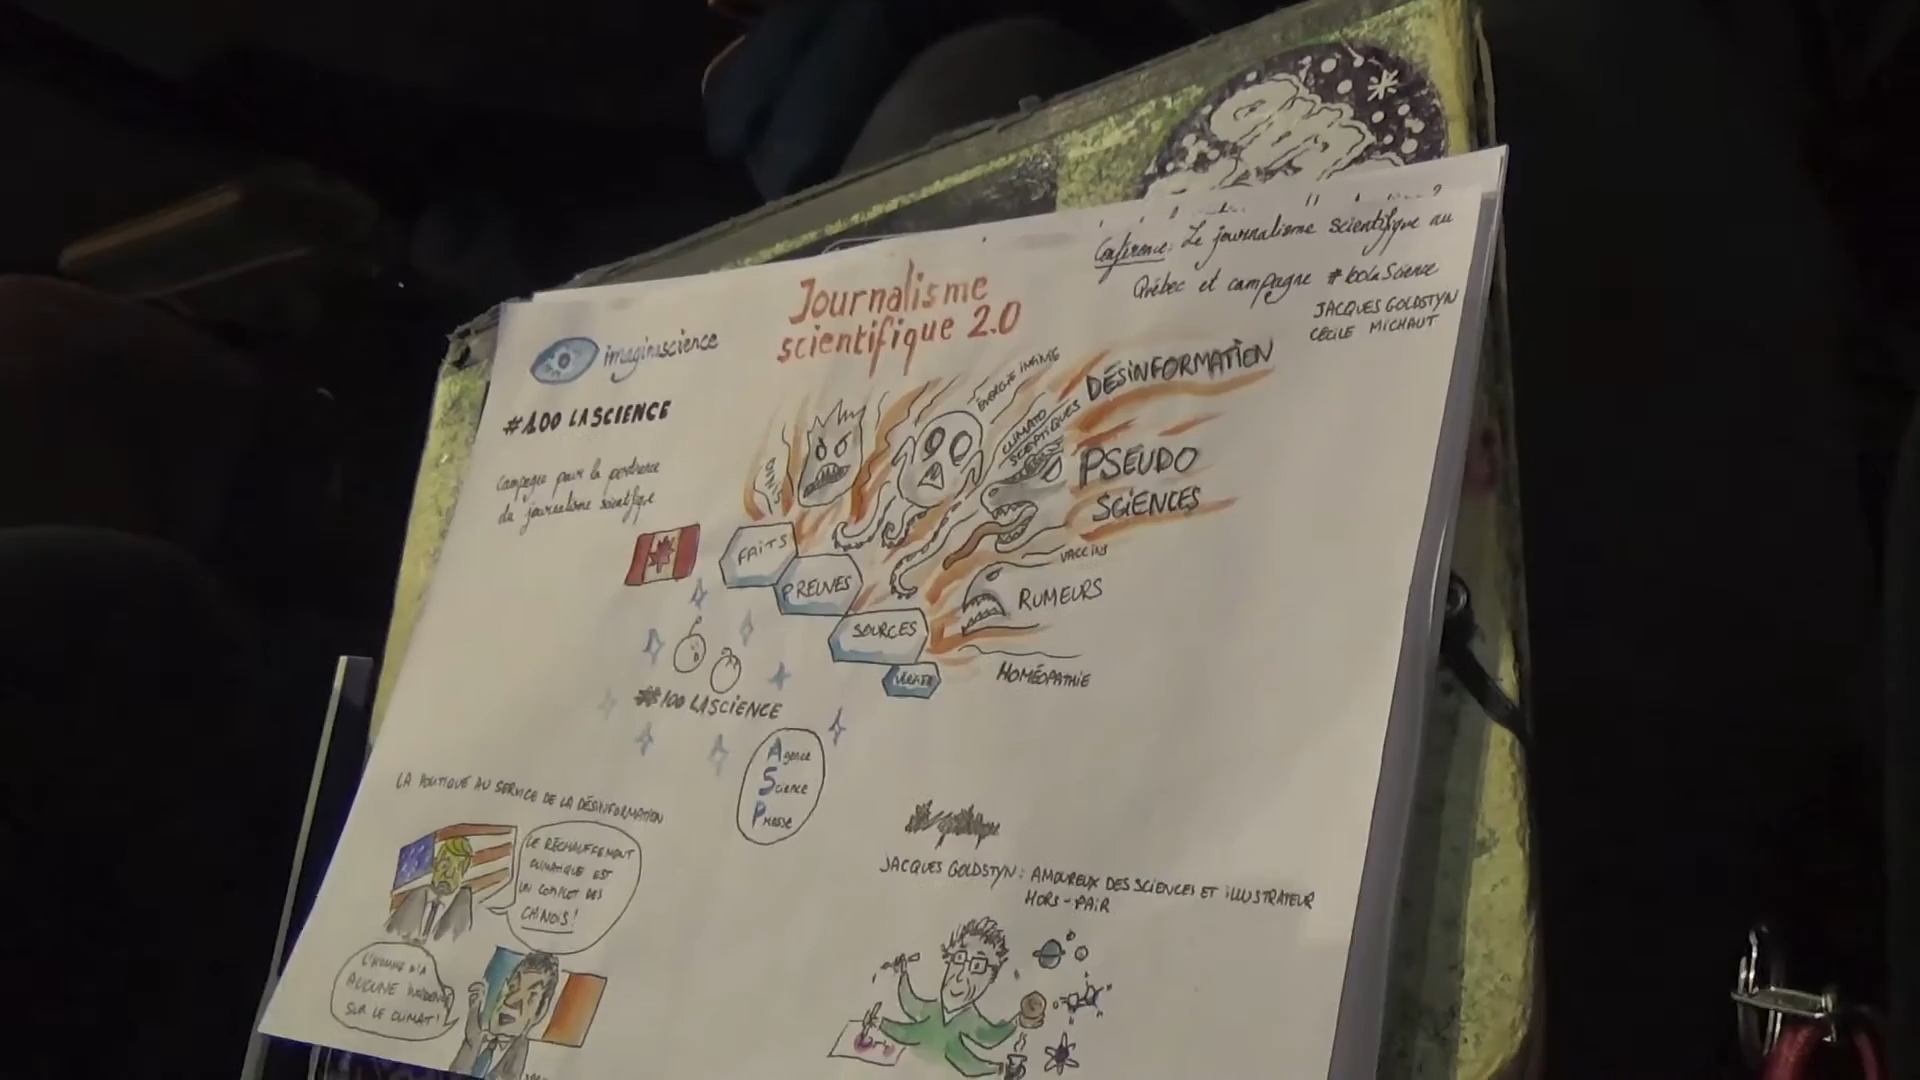 Conférence: Le journalisme scientifique au
Québec et campagne #100LaScience
JACQUES GOLDSTYN
CÉCILE MICHAUT
Journalisme
scientifique 2.0
imaginascience
#100 LASCIENCE
Campagne pour la pertinence
du journalisme scientifique
ÉNERGIE INFINIE
DÉSINFORMATION
CLIMATO
SCEPTIQUES
PSEUDO
SCIENCES
FAITS
PREUVES
SOURCES
VÉRITÉ
VACCINS
RUMEURS
HOMÉOPATHIE
#100 LASCIENCE
Agence
Science
Presse
LA POLITIQUE AU SERVICE DE LA DÉSINFORMATION
LE RÉCHAUFFEMENT
CLIMATIQUE EST
UN COMPLOT DES
CHINOIS!
L'HOMME N'A
AUCUNE INCIDENCE
SUR LE CLIMAT!
JACQUES GOLDSTYN: AMOUREUX DES SCIENCES ET ILLUSTRATEUR
HORS-PAIR